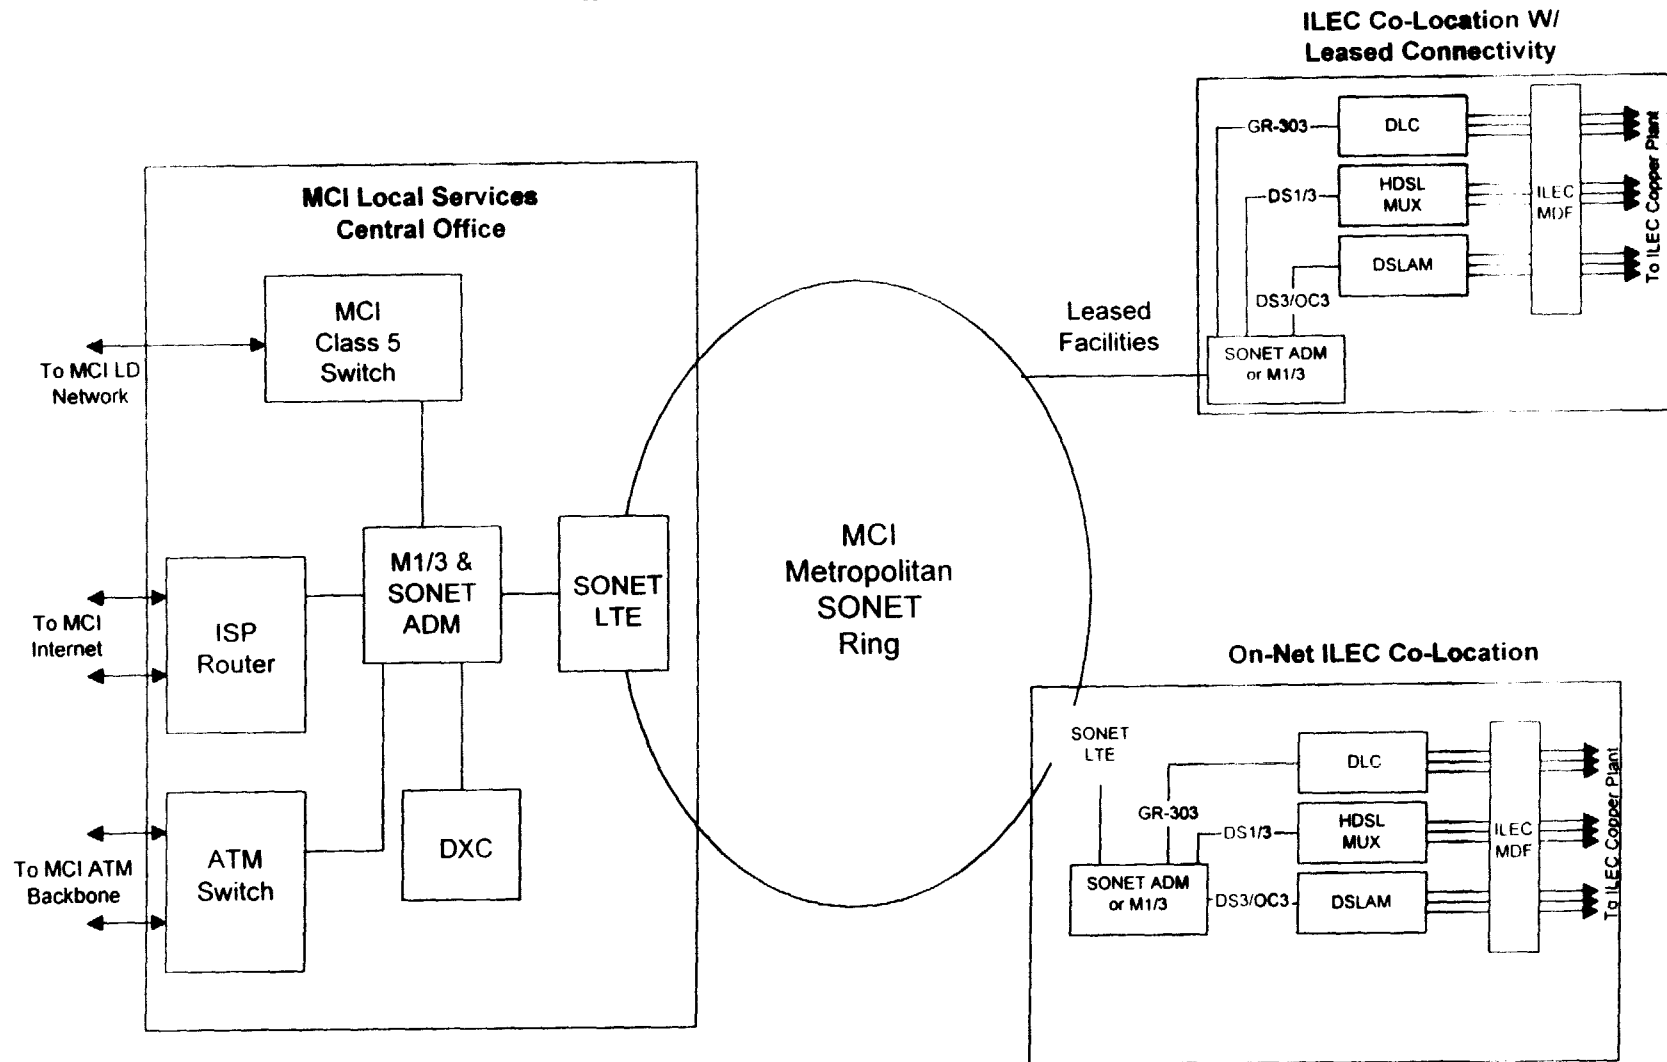 ILEC Co-Location W/
Leased Connectivity
GR-303
DLC
DS1/3
HDSL
MUX
DSLAM
DS3/OC3
SONET ADM
or M1/3
ILEC
MDF
To ILEC Copper Plant
Leased
Facilities
MCI Local Services
Central Office
MCI
Class 5
Switch
To MCI LD
Network
M1/3 &
SONET
ADM
SONET
LTE
ISP
Router
To MCI
Internet
ATM
Switch
To MCI ATM
Backbone
DXC
MCI
Metropolitan
SONET
Ring
On-Net ILEC Co-Location
SONET
LTE
GR-303
DLC
DS1/3
HDSL
MUX
SONET ADM
or M1/3
DS3/OC3
DSLAM
ILEC
MDF
To ILEC Copper Plant